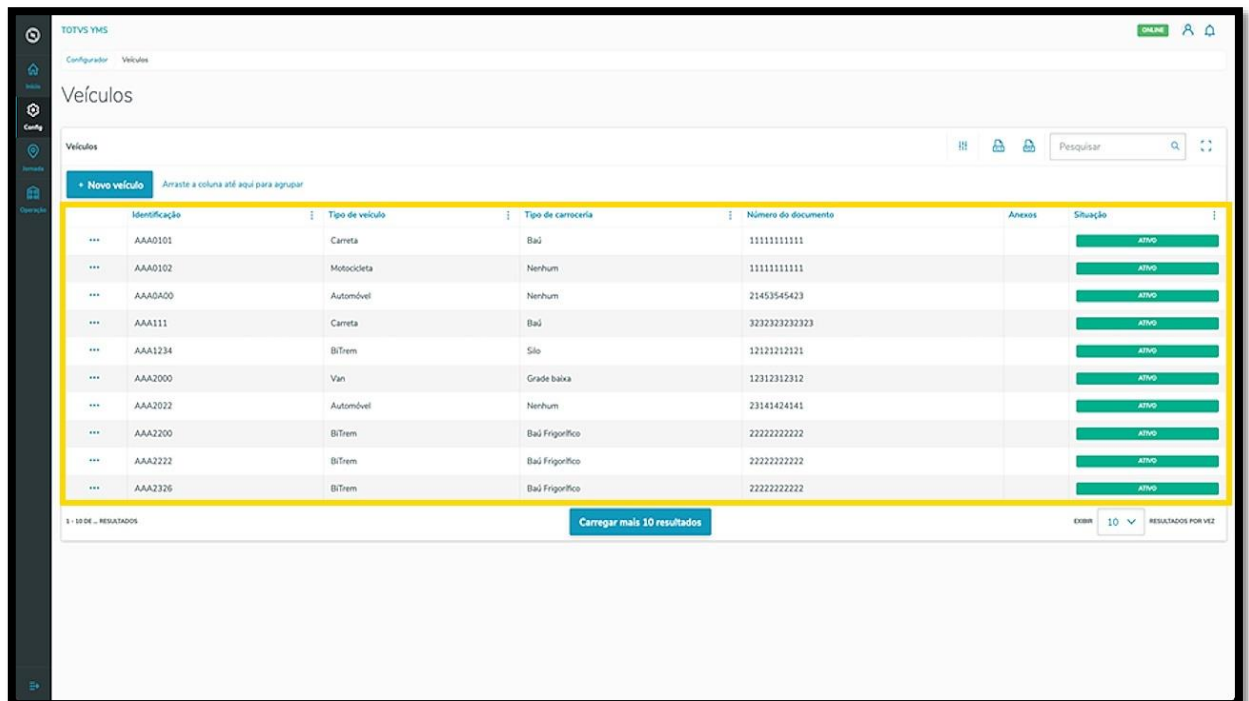 TOTVS YMS
ONLINE
Configurador Veículos
Início
Veículos
Config
Veículos
Pesquisar
Jornada
+ Novo veículo Arraste a coluna até aqui para agrupar
Operação
Identificação Tipo de veículo Tipo de carroceria Número do documento Anexos Situação
AAA0101 Carreta Baú 11111111111 ATIVO
AAA0102 Motocicleta Nenhum 11111111111 ATIVO
AAA0A00 Automóvel Nenhum 21453545423 ATIVO
AAA111 Carreta Baú 3232323232323 ATIVO
AAA1234 BiTrem Silo 12121212121 ATIVO
AAA2000 Van Grade baixa 12312312312 ATIVO
AAA2022 Automóvel Nenhum 23141424141 ATIVO
AAA2200 BiTrem Baú Frigorífico 22222222222 ATIVO
AAA2222 BiTrem Baú Frigorífico 22222222222 ATIVO
AAA2326 BiTrem Baú Frigorífico 22222222222 ATIVO
1 - 10 DE ... RESULTADOS Carregar mais 10 resultados EXIBIR 10 RESULTADOS POR VEZ